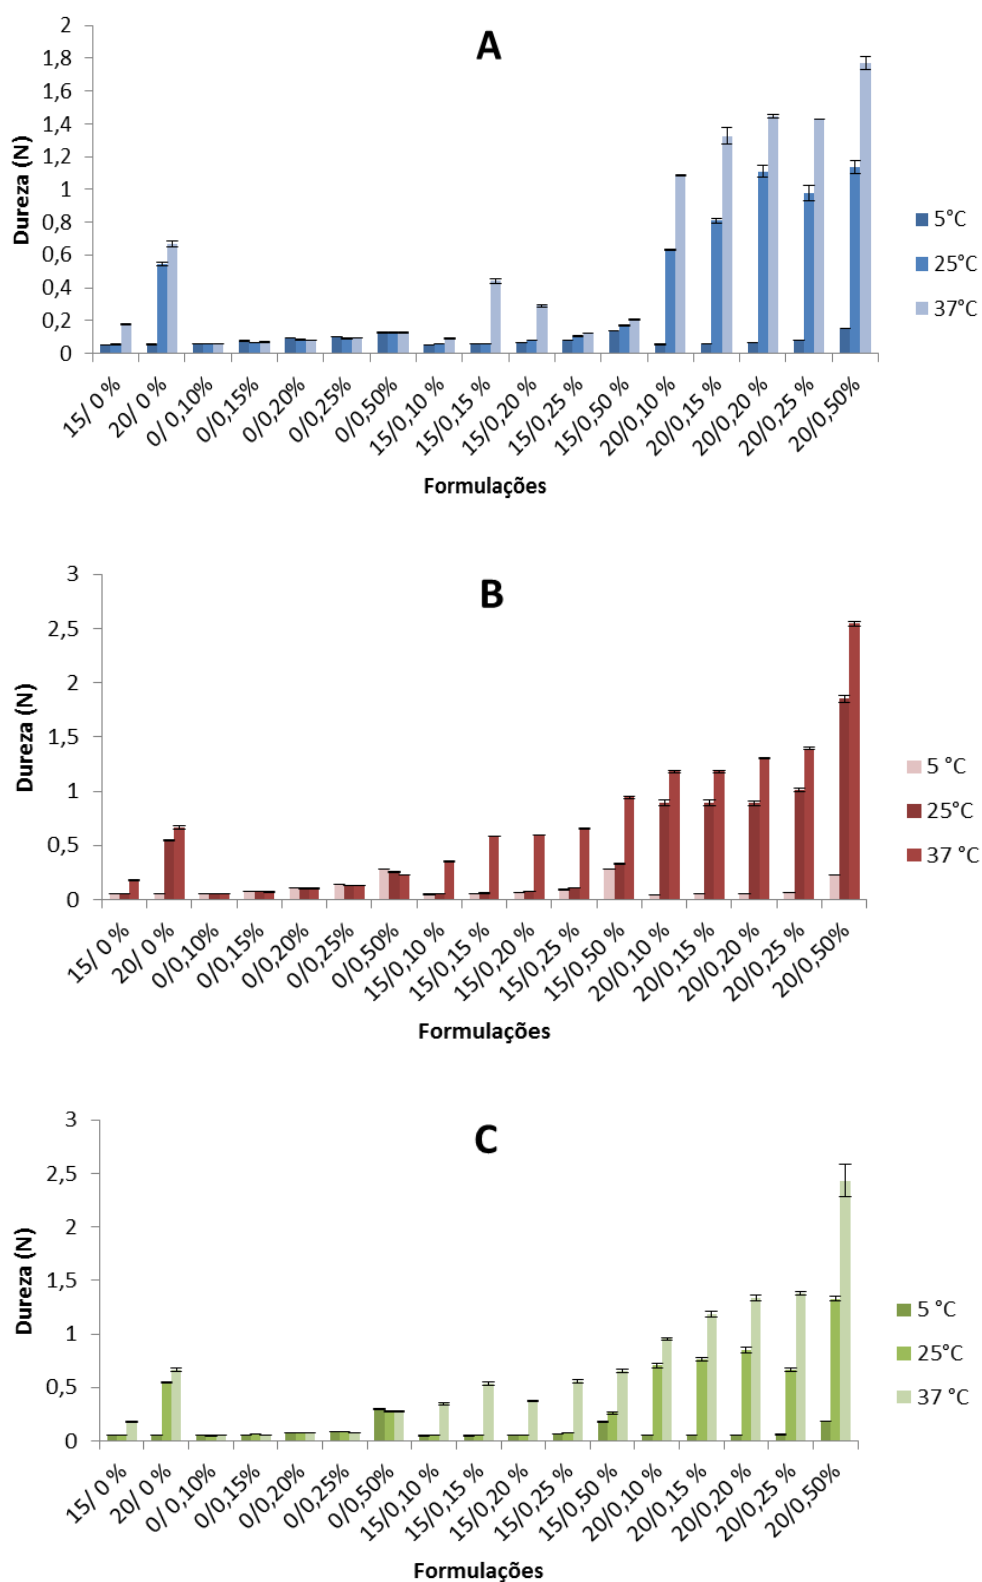 A
Dureza (N)
2
1,8
1,6
1,4
1,2
1
0,8
0,6
0,4
0,2
0
5°C
25°C
37°C
15/ 0 %
20/ 0 %
0/ 0,10%
0/0,15%
0/0,20%
0/0,25%
0/0,50%
15/0,10 %
15/0,15 %
15/0,20 %
15/0,25 %
15/0,50 %
20/0,10 %
20/0,15 %
20/0,20 %
20/0,25 %
20/0,50%
Formulações
B
Dureza (N)
3
2,5
2
1,5
1
0,5
0
5 °C
25°C
37 °C
15/ 0 %
20/ 0 %
0/ 0,10%
0/0,15%
0/0,20%
0/0,25%
0/0,50%
15/0,10 %
15/0,15 %
15/0,20 %
15/0,25 %
15/0,50 %
20/0,10 %
20/0,15 %
20/0,20 %
20/0,25 %
20/0,50%
Formulações
C
Dureza (N)
3
2,5
2
1,5
1
0,5
0
5 °C
25°C
37 °C
15/ 0 %
20/ 0 %
0/ 0,10%
0/0,15%
0/0,20%
0/0,25%
0/0,50%
15/0,10 %
15/0,15 %
15/0,20 %
15/0,25 %
15/0,50 %
20/0,10 %
20/0,15 %
20/0,20 %
20/0,25 %
20/0,50%
Formulações